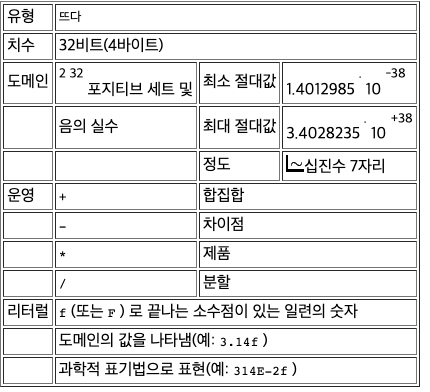 유형 뜨다
치수 32비트(4바이트)
도메인 2 32 포지티브 세트 및 최소 절대값 1.4012985 · 10 -38
음의 실수 최대 절대값 3.4028235 · 10 +38
정도 ~십진수 7자리
운영 + 합집합
- 차이점
* 제품
/ 분할
리터럴 f (또는 F ) 로 끝나는 소수점이 있는 일련의 숫자
도메인의 값을 나타냄(예: 3.14f )
과학적 표기법으로 표현(예: 314E-2f )